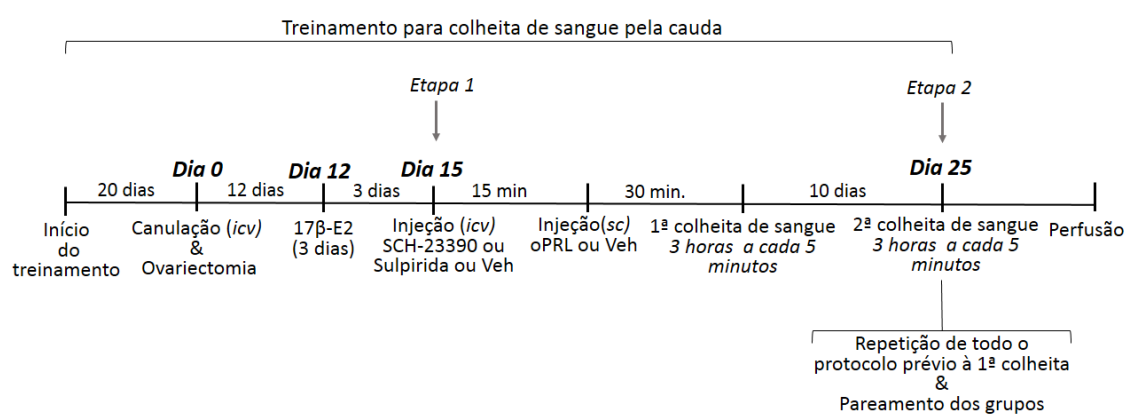 Treinamento para colheita de sangue pela cauda
Etapa 1
Etapa 2
Dia 0
Dia 12
Dia 15
Dia 25
20 dias
12 dias
3 dias
15 min
30 min.
10 dias
Início
do
treinamento
Canulação (icv)
&
Ovariectomia
17β-E2
(3 dias)
Injeção (icv)
SCH-23390 ou
Sulpirida ou Veh
Injeção(sc)
oPRL ou Veh
1ª colheita de sangue
3 horas a cada 5
minutos
2ª colheita de sangue
3 horas a cada 5
minutos
Perfusão
Repetição de todo o
protocolo prévio à 1ª colheita
&
Pareamento dos grupos